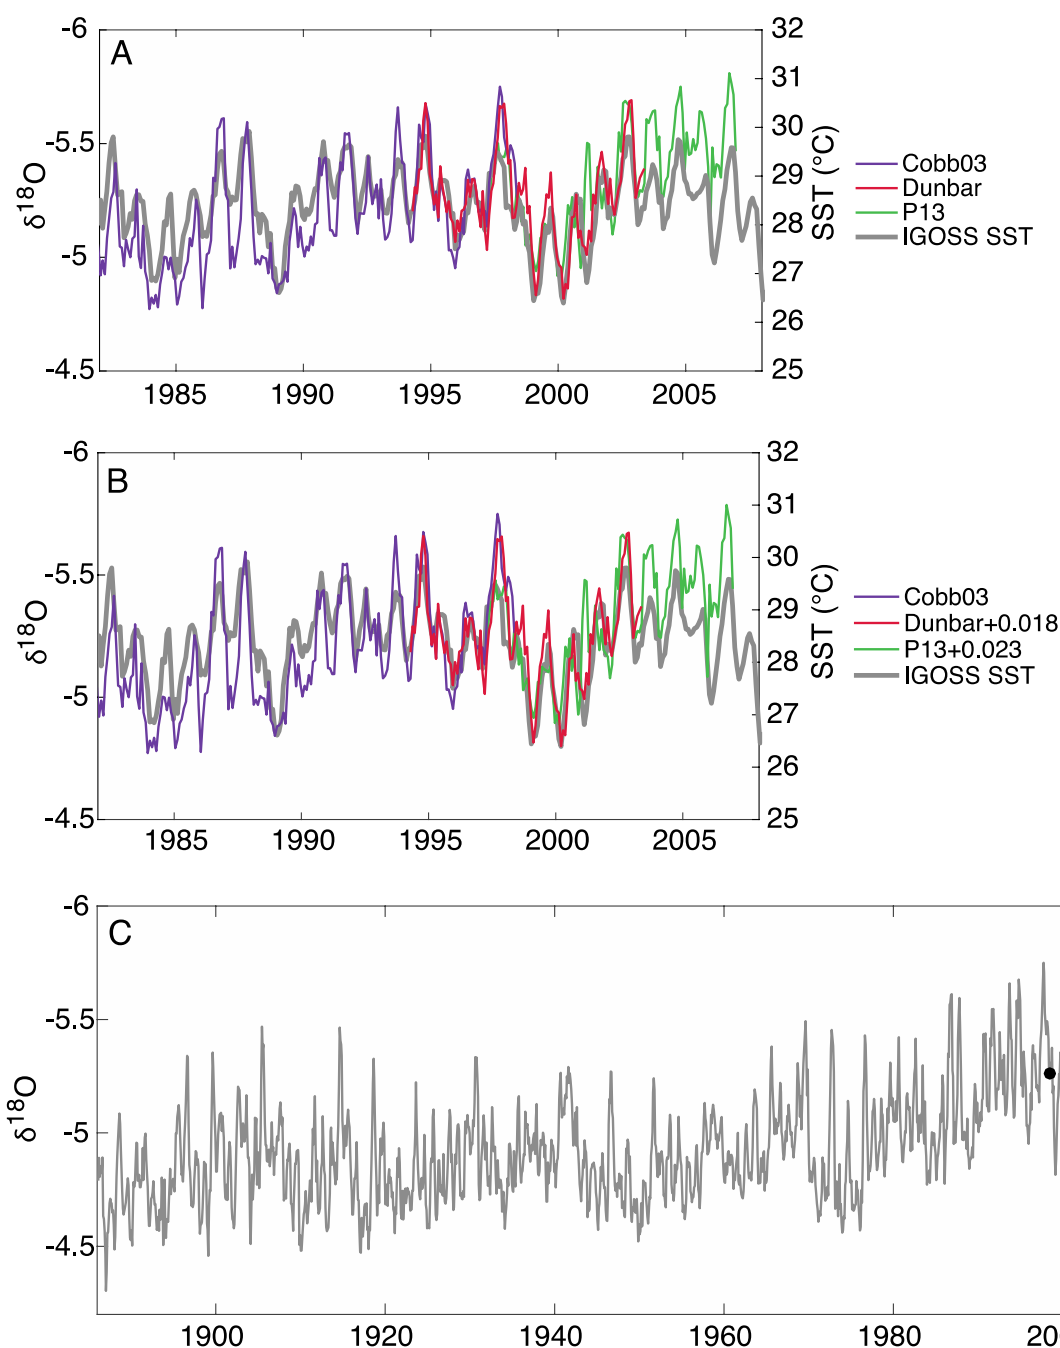 A
-6
-5.5
-5
-4.5
δ18O
32
31
30
29
28
27
26
25
SST (°C)
1985
1990
1995
2000
2005
Cobb03
Dunbar
P13
IGOSS SST
B
-6
-5.5
-5
-4.5
δ18O
32
31
30
29
28
27
26
25
SST (°C)
1985
1990
1995
2000
2005
Cobb03
Dunbar+0.018
P13+0.023
IGOSS SST
C
-6
-5.5
-5
-4.5
δ18O
1900
1920
1940
1960
1980
20